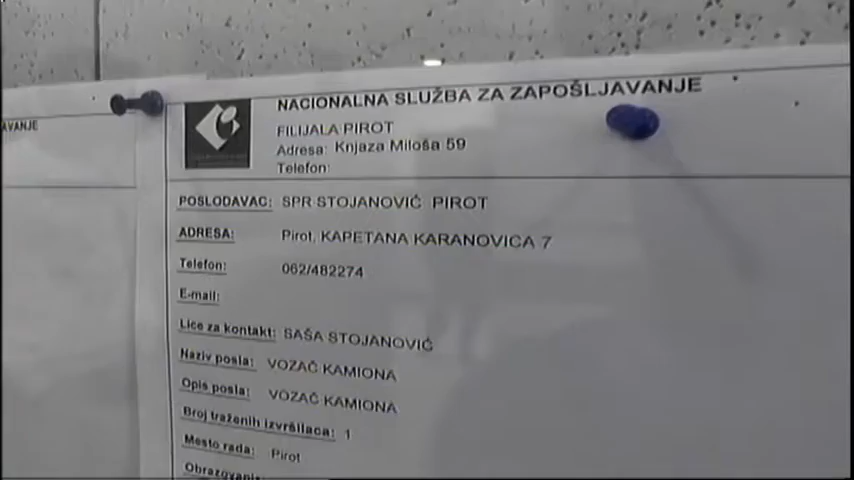 AVANJE
NACIONALNA SLUŽBA ZA ZAPOŠLJAVANJE
FILIJALA PIROT
Adresa: Knjaza Miloša 59
Telefon:
POSLODAVAC: SPR STOJANOVIĆ PIROT
ADRESA: Pirot, KAPETANA KARANOVICA 7
Telefon: 062/482274
E-mail:
Lice za kontakt: SAŠA STOJANOVIĆ
Naziv posla: VOZAČ KAMIONA
Opis posla: VOZAČ KAMIONA
Broj traženih izvršilaca: 1
Mesto rada: Pirot
Obrazovanje